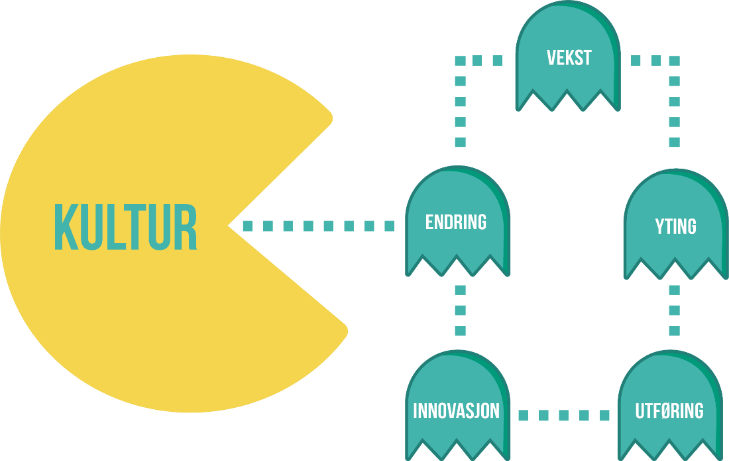 KULTUR
VEKST
ENDRING
YTING
INNOVASJON
UTFØRING